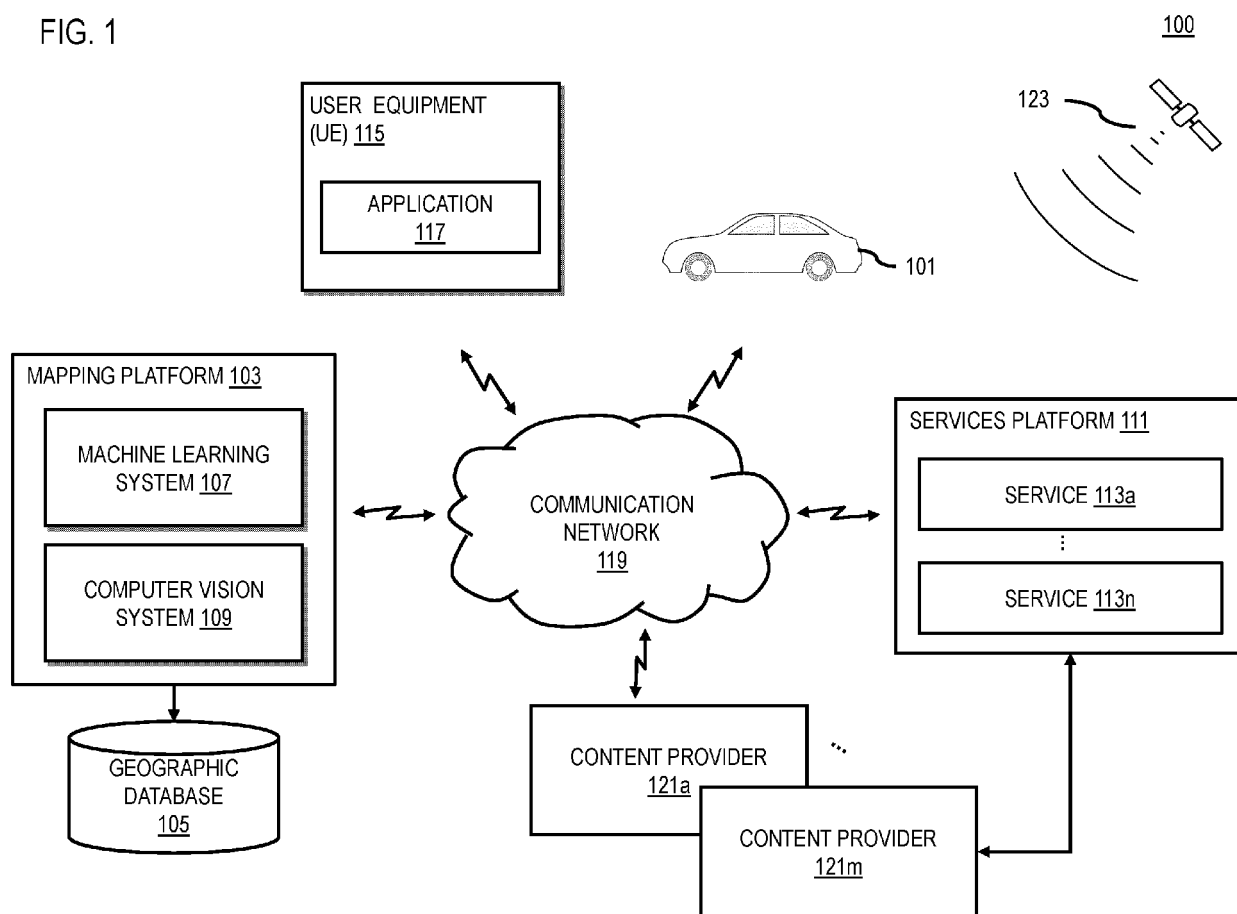 FIG. 1
100
123
USER EQUIPMENT
(UE) 115
APPLICATION
117
101
MAPPING PLATFORM 103
MACHINE LEARNING
SYSTEM 107
COMPUTER VISION
SYSTEM 109
COMMUNICATION
NETWORK
119
SERVICES PLATFORM 111
SERVICE 113a
...
SERVICE 113n
GEOGRAPHIC
DATABASE
105
CONTENT PROVIDER
121a
...
CONTENT PROVIDER
121m